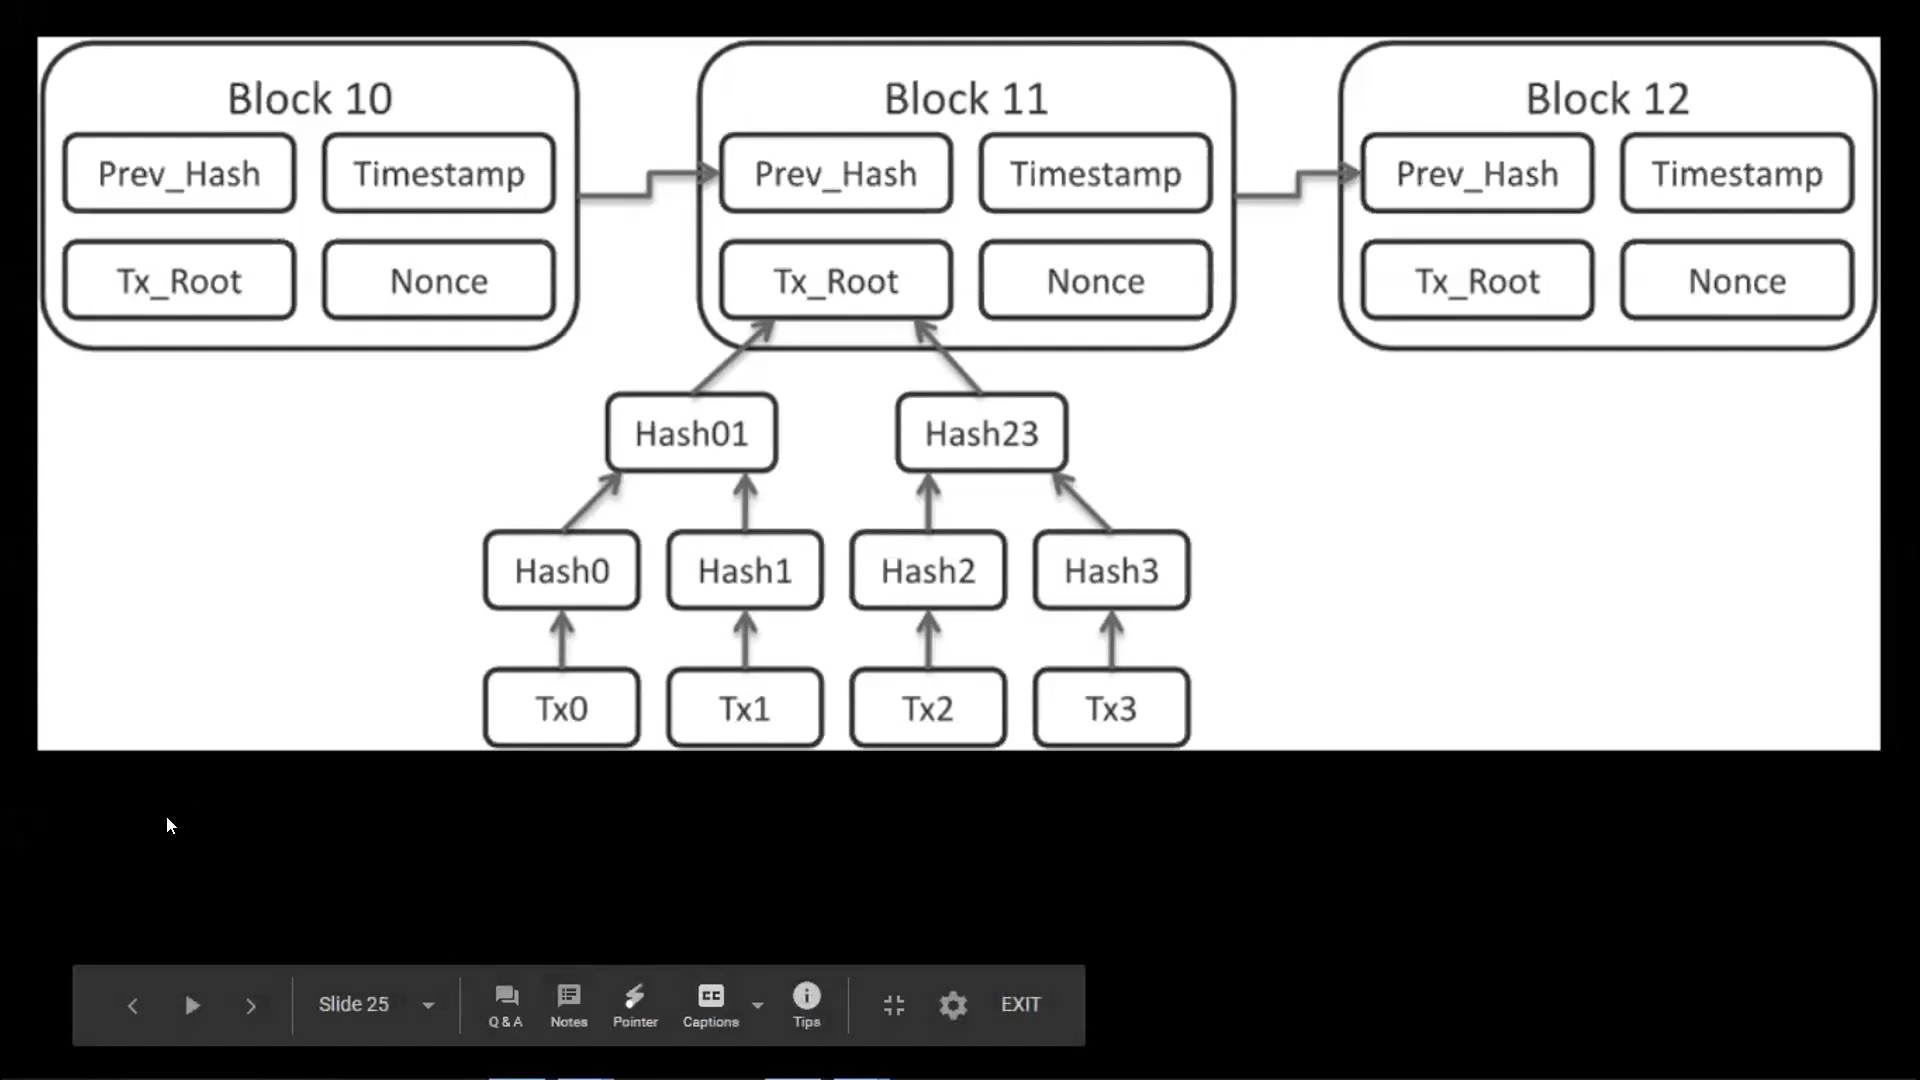 Block 10
Block 11
Block 12
Prev_Hash
Timestamp
Prev_Hash
Timestamp
Prev_Hash
Timestamp
Tx_Root
Nonce
Tx_Root
Nonce
Tx_Root
Nonce
Hash01
Hash23
Hash0
Hash1
Hash2
Hash3
Tx0
Tx1
Tx2
Tx3
Slide 25
Q & A
Notes
Pointer
CC
Captions
Tips
EXIT